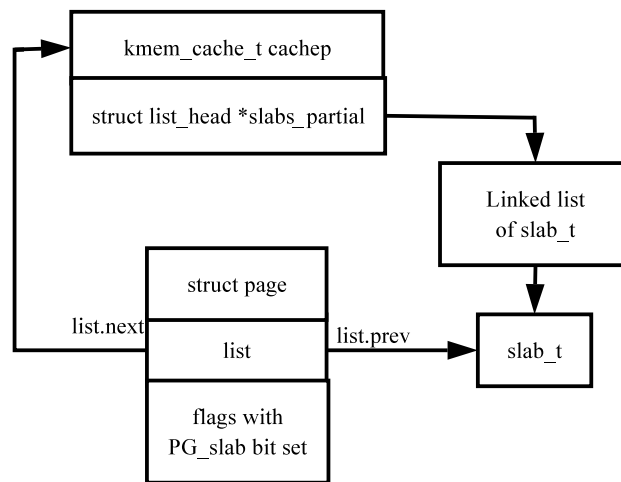 kmem_cache_t cachep
struct list_head *slabs_partial
Linked list
of slab_t
struct page
list.next
list
list.prev
slab_t
flags with
PG_slab bit set